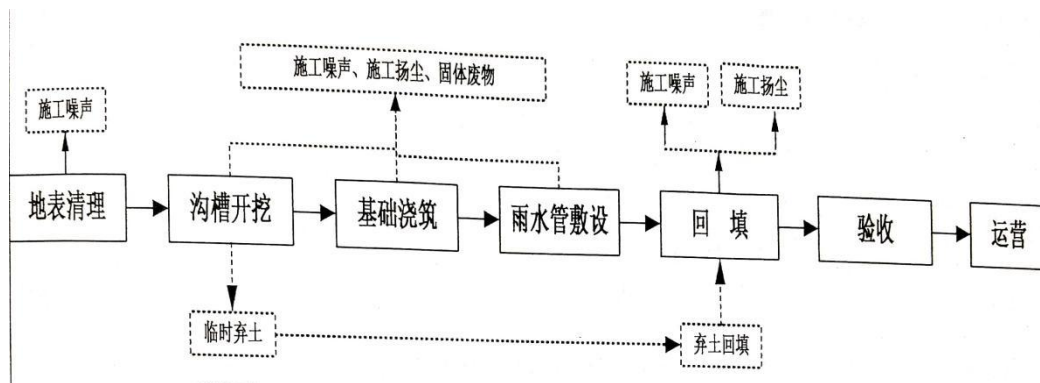 施工噪声、施工扬尘、固体废物
施工噪声
施工扬尘
施工噪声
地表清理
沟槽开挖
基础浇筑
雨水管敷设
回 填
验收
运营
临时弃土
弃土回填